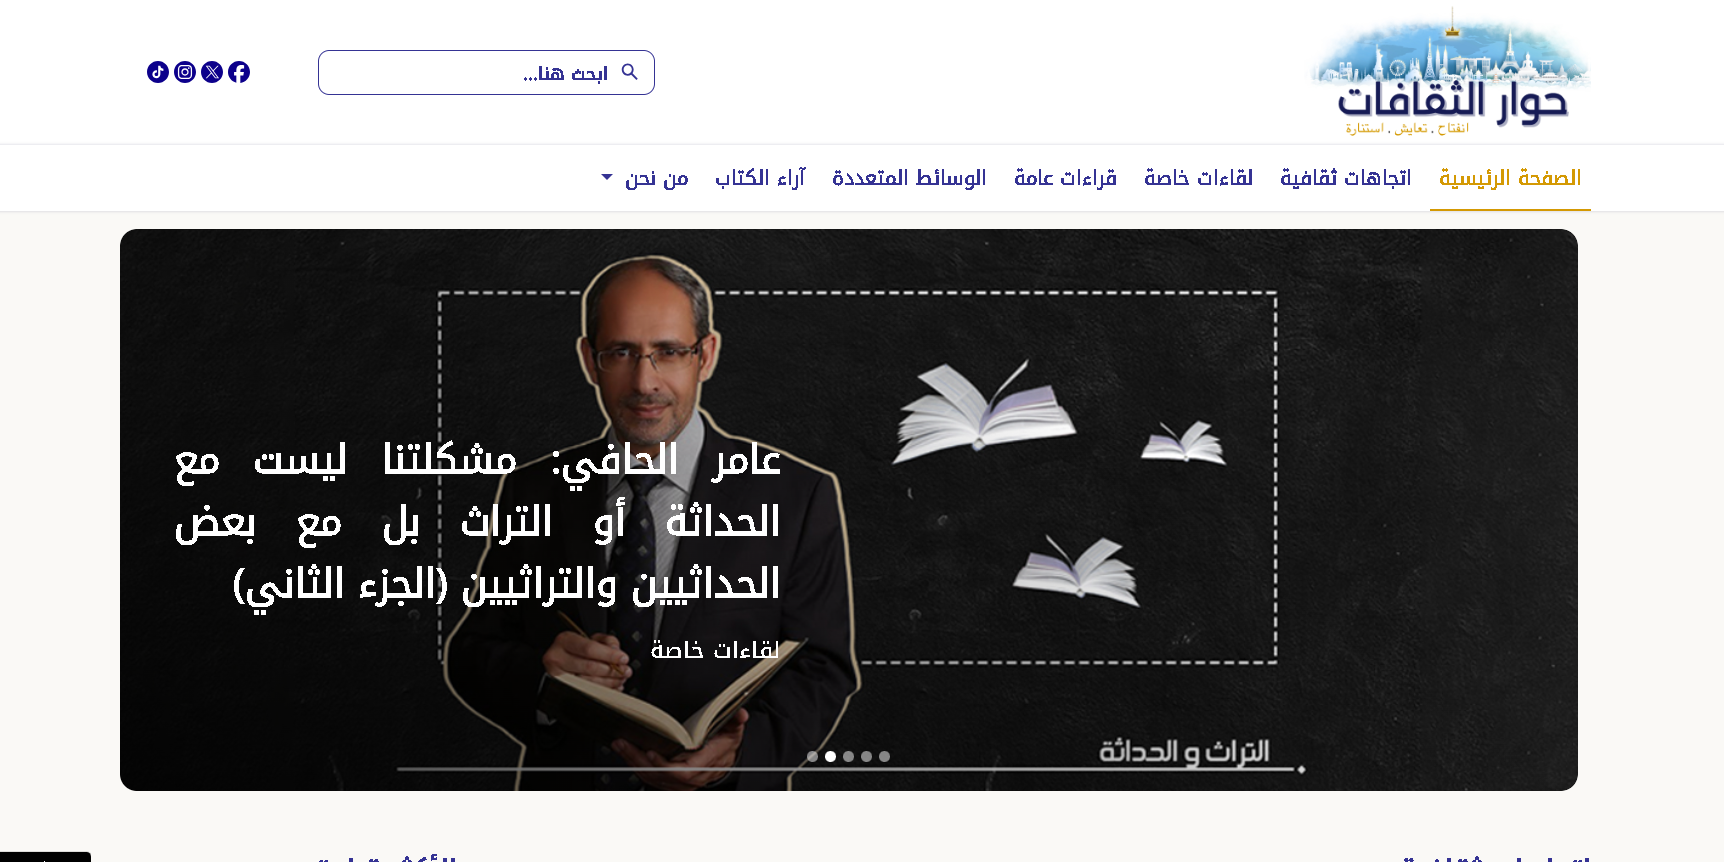 حوار الثقافات
انفتاح . تعايش . استنارة
ابحث هنا...
الصفحة الرئيسية
اتجاهات ثقافية
لقاءات خاصة
قراءات عامة
الوسائط المتعددة
آراء الكتاب
من نحن
عامر الحافي: مشكلتنا ليست مع
الحداثة أو التراث بل مع بعض
الحداثيين والتراثيين (الجزء الثاني)
لقاءات خاصة
التراث و الحداثة